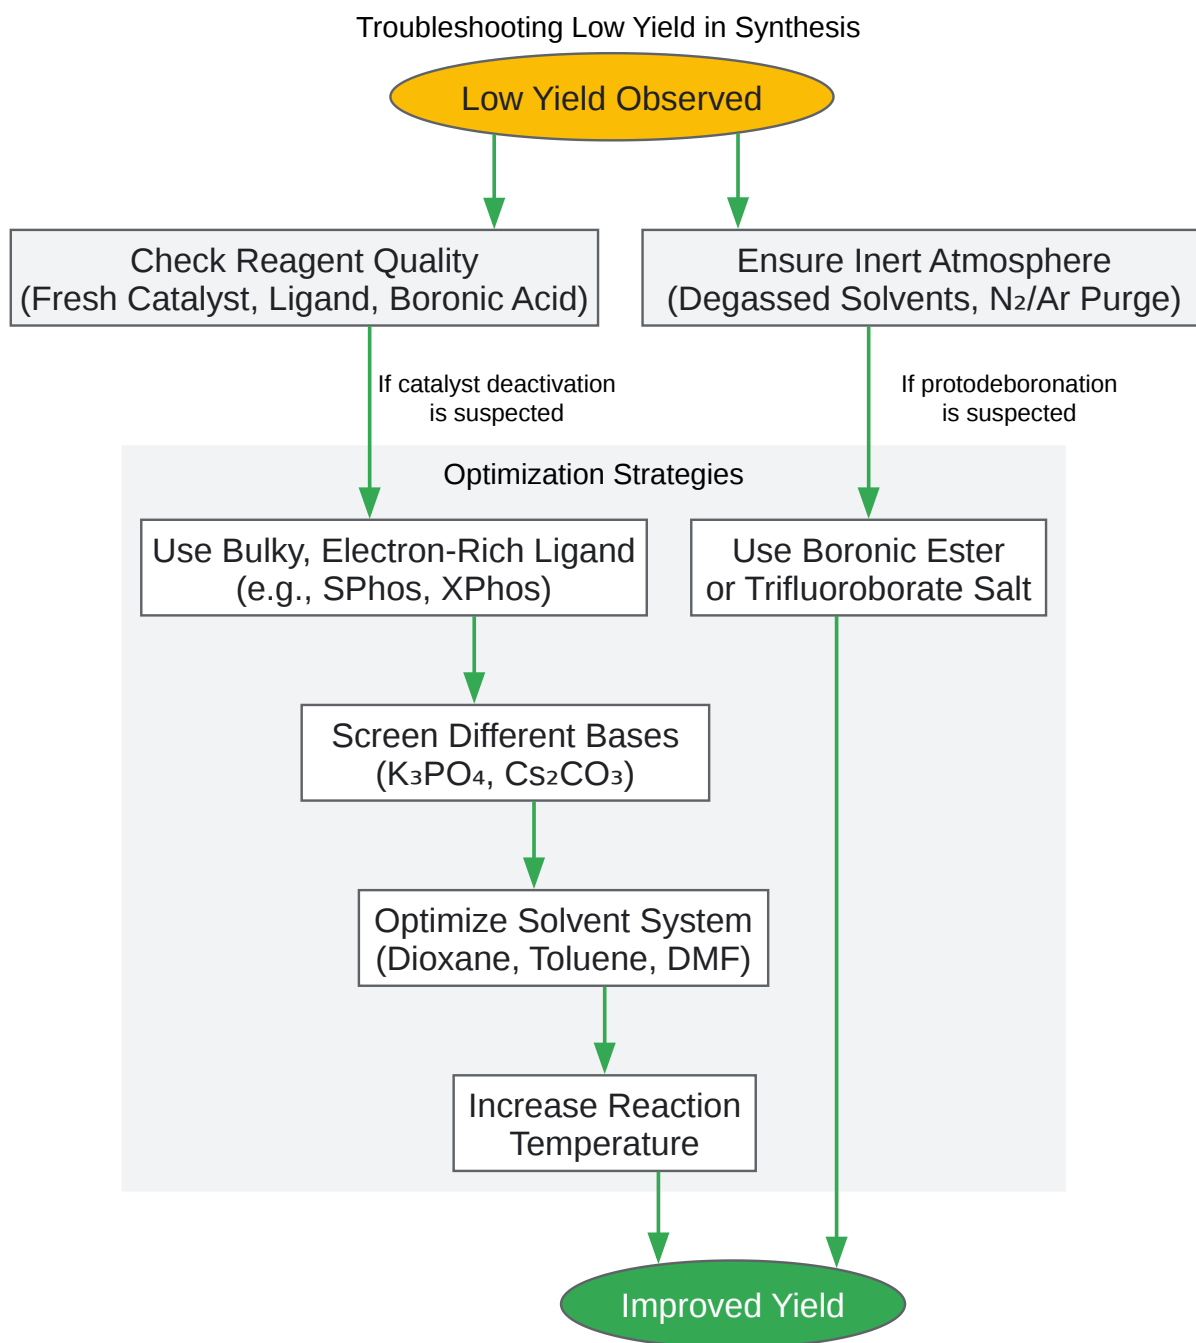 Troubleshooting Low Yield in Synthesis
Low Yield Observed
Check Reagent Quality
(Fresh Catalyst, Ligand, Boronic Acid)
Ensure Inert Atmosphere
(Degassed Solvents, N₂/Ar Purge)
If catalyst deactivation
is suspected
If protodeboronation
is suspected
Optimization Strategies
Use Bulky, Electron-Rich Ligand
(e.g., SPhos, XPhos)
Use Boronic Ester
or Trifluoroborate Salt
Screen Different Bases
(K₃PO₄, Cs₂CO₃)
Optimize Solvent System
(Dioxane, Toluene, DMF)
Increase Reaction
Temperature
Improved Yield